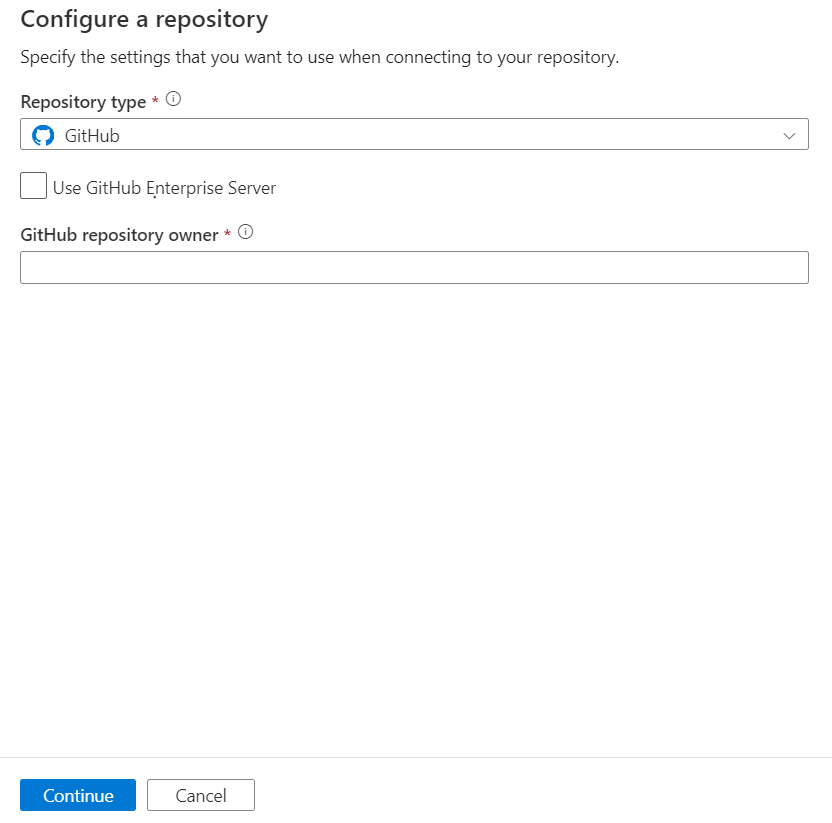 Configure a repository
Specify the settings that you want to use when connecting to your repository.
Repository type *
GitHub
Use GitHub Enterprise Server
GitHub repository owner *
Continue
Cancel